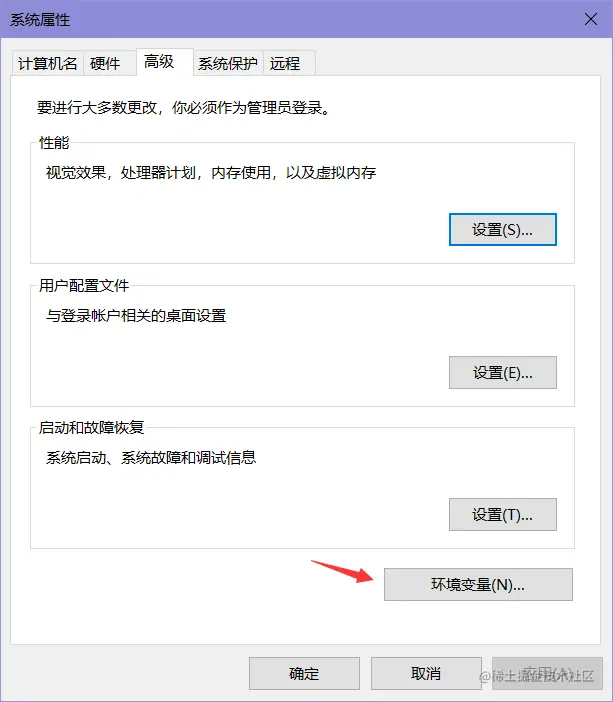 系统属性
计算机名 硬件 高级 系统保护 远程
要进行大多数更改，你必须作为管理员登录。
性能
视觉效果，处理器计划，内存使用，以及虚拟内存
设置(S)...
用户配置文件
与登录帐户相关的桌面设置
设置(E)...
启动和故障恢复
系统启动、系统故障和调试信息
设置(T)...
环境变量(N)...
确定 取消 应用(A)
@稀土掘金技术社区